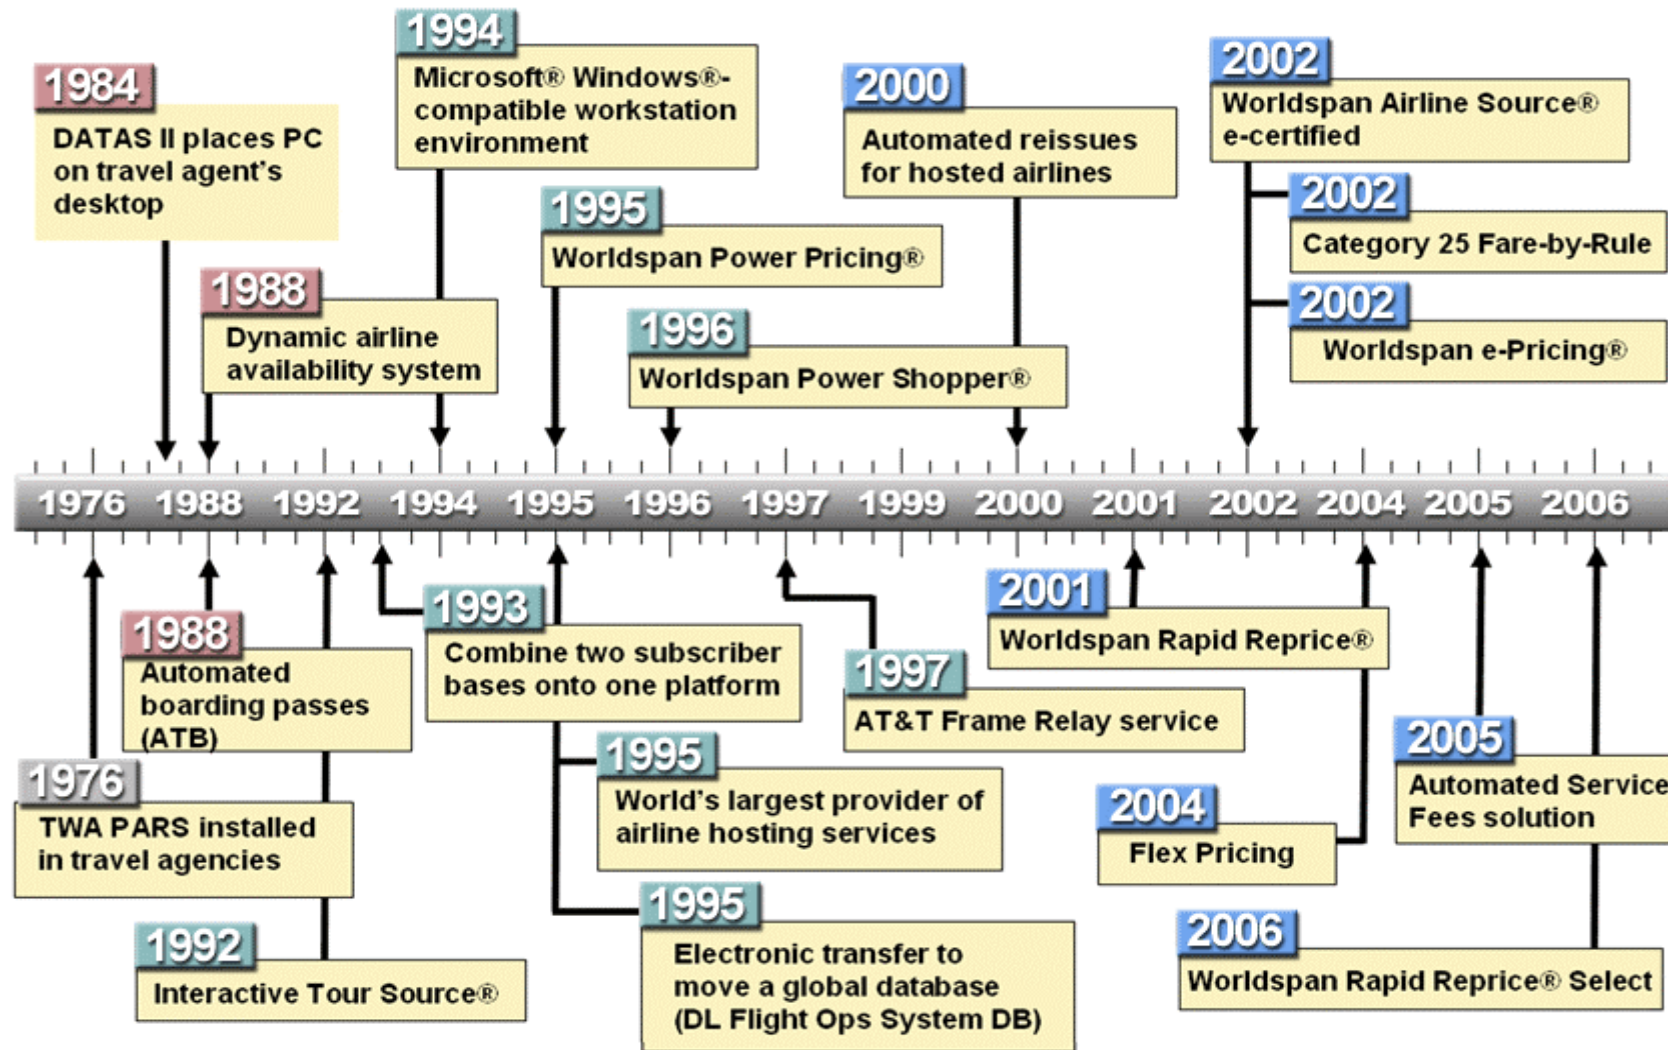 1984
DATAS II places PC
on travel agent's
desktop
1988
Dynamic airline
availability system
1994
Microsoft® Windows®-
compatible workstation
environment
1995
Worldspan Power Pricing®
1996
Worldspan Power Shopper®
2000
Automated reissues
for hosted airlines
2002
Worldspan Airline Source®
e-certified
2002
Category 25 Fare-by-Rule
2002
Worldspan e-Pricing®
1976 1988 1992 1994 1995 1996 1997 1999 2000 2001 2002 2004 2005 2006
1988
Automated
boarding passes
(ATB)
1976
TWA PARS installed
in travel agencies
1992
Interactive Tour Source®
1993
Combine two subscriber
bases onto one platform
1995
World's largest provider of
airline hosting services
1995
Electronic transfer to
move a global database
(DL Flight Ops System DB)
1997
AT&T Frame Relay service
2001
Worldspan Rapid Reprice®
2004
Flex Pricing
2005
Automated Service
Fees solution
2006
Worldspan Rapid Reprice® Select